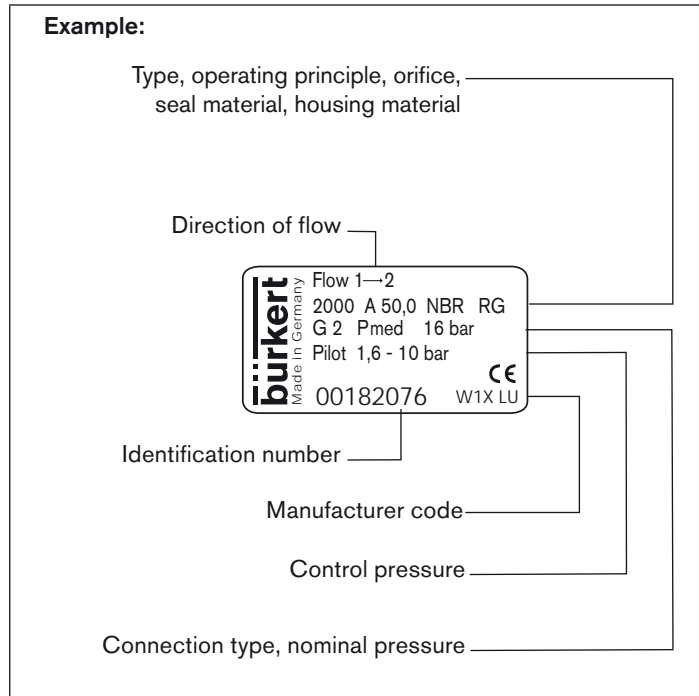 Example:
Type, operating principle, orifice,
seal material, housing material
Direction of flow
bürkert
Made in Germany
Flow 1→2
2000 A 50,0 NBR RG
G 2 Pmed 16 bar
Pilot 1,6 - 10 bar
CE
00182076 W1X LU
Identification number
Manufacturer code
Control pressure
Connection type, nominal pressure